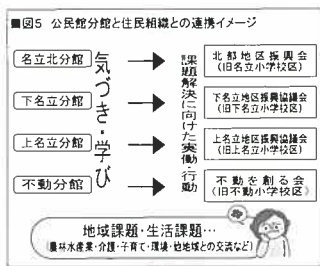 ■図5 公民館分館と住民組織との連携イメージ
名立北分館
下名立分館
上名立分館
不動分館
気づき・学び
課題解決に向けた実働・行動
北部地区振興会
(旧名立小学校区)
下名立地区振興協議会
(旧下名立小学校区)
上名立地区振興協議会
(旧上名立小学校区)
不動を創る会
(旧不動小学校区)
地域課題・生活課題…
(農林水産業・介護・子育て・環境・他地域との交流など)